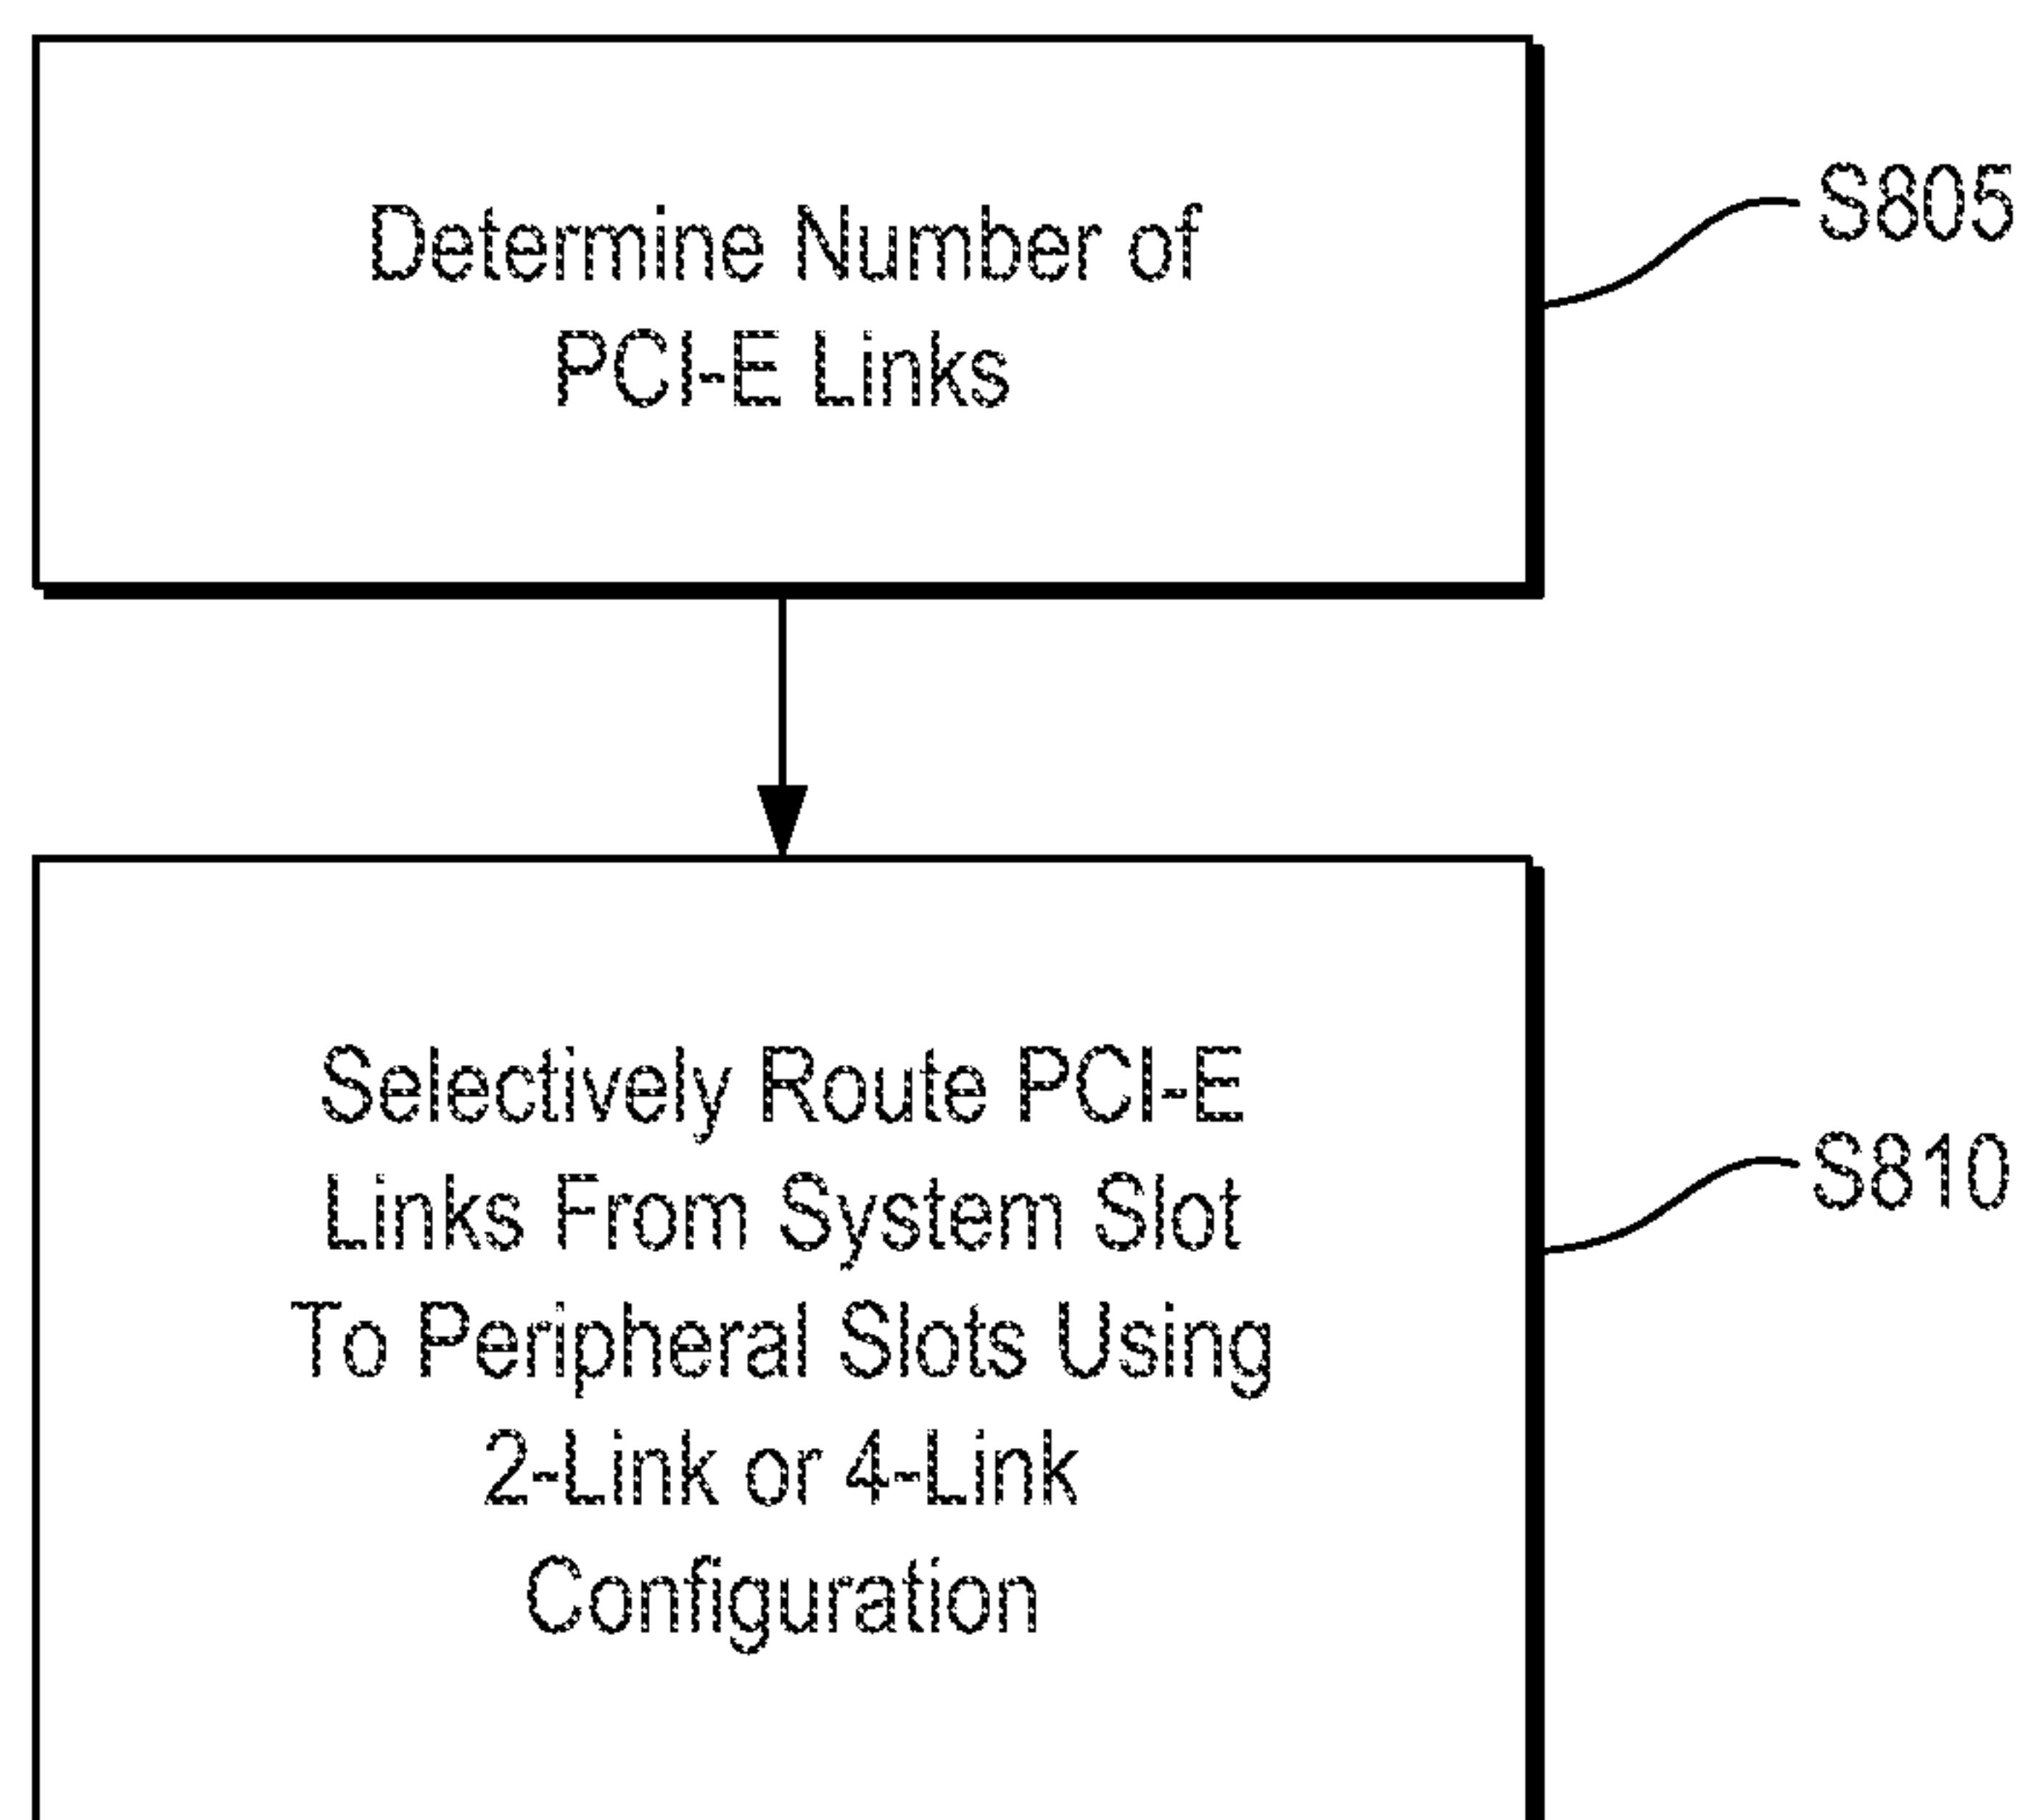 Determine Number of
PCI-E Links
S805
Selectively Route PCI-E
Links From System Slot
To Peripheral Slots Using
2-Link or 4-Link
Configuration
S810